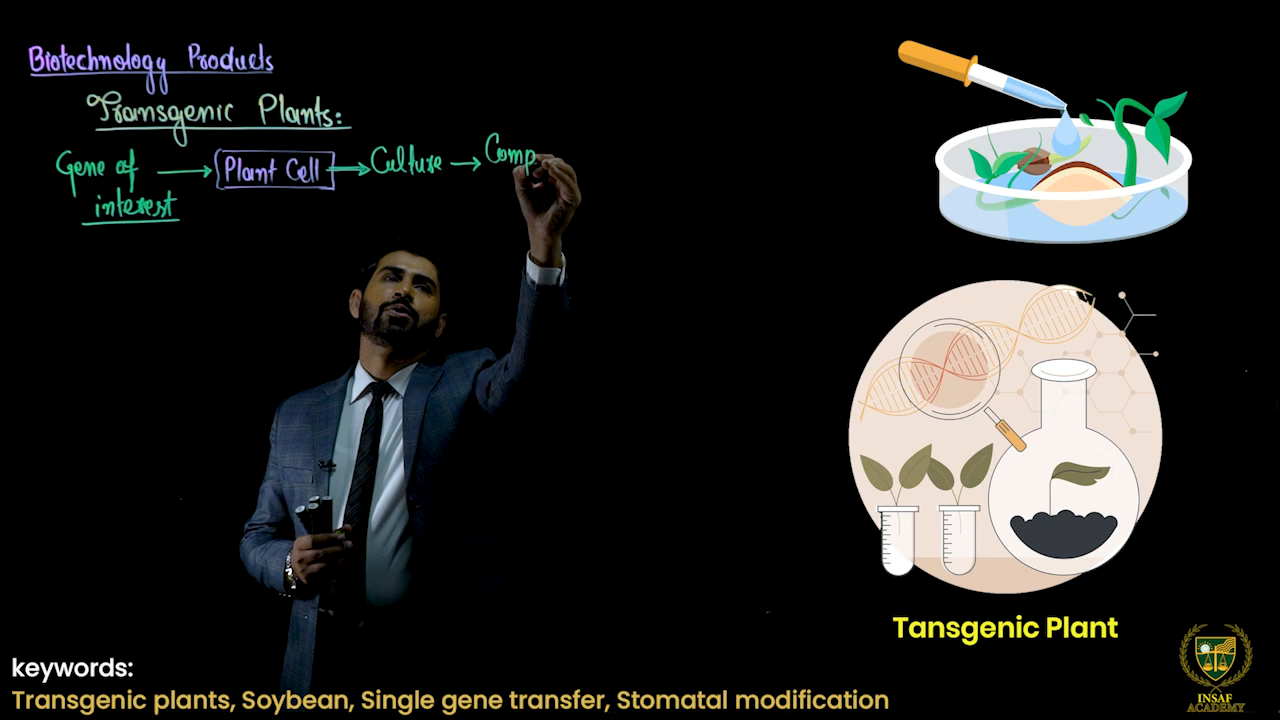 Biotechnology Products
Transgenic Plants:
Gene of interest → Plant Cell → Culture → Comp
Tansgenic Plant
keywords:
Transgenic plants, Soybean, Single gene transfer, Stomatal modification
INSAF
ACADEMY